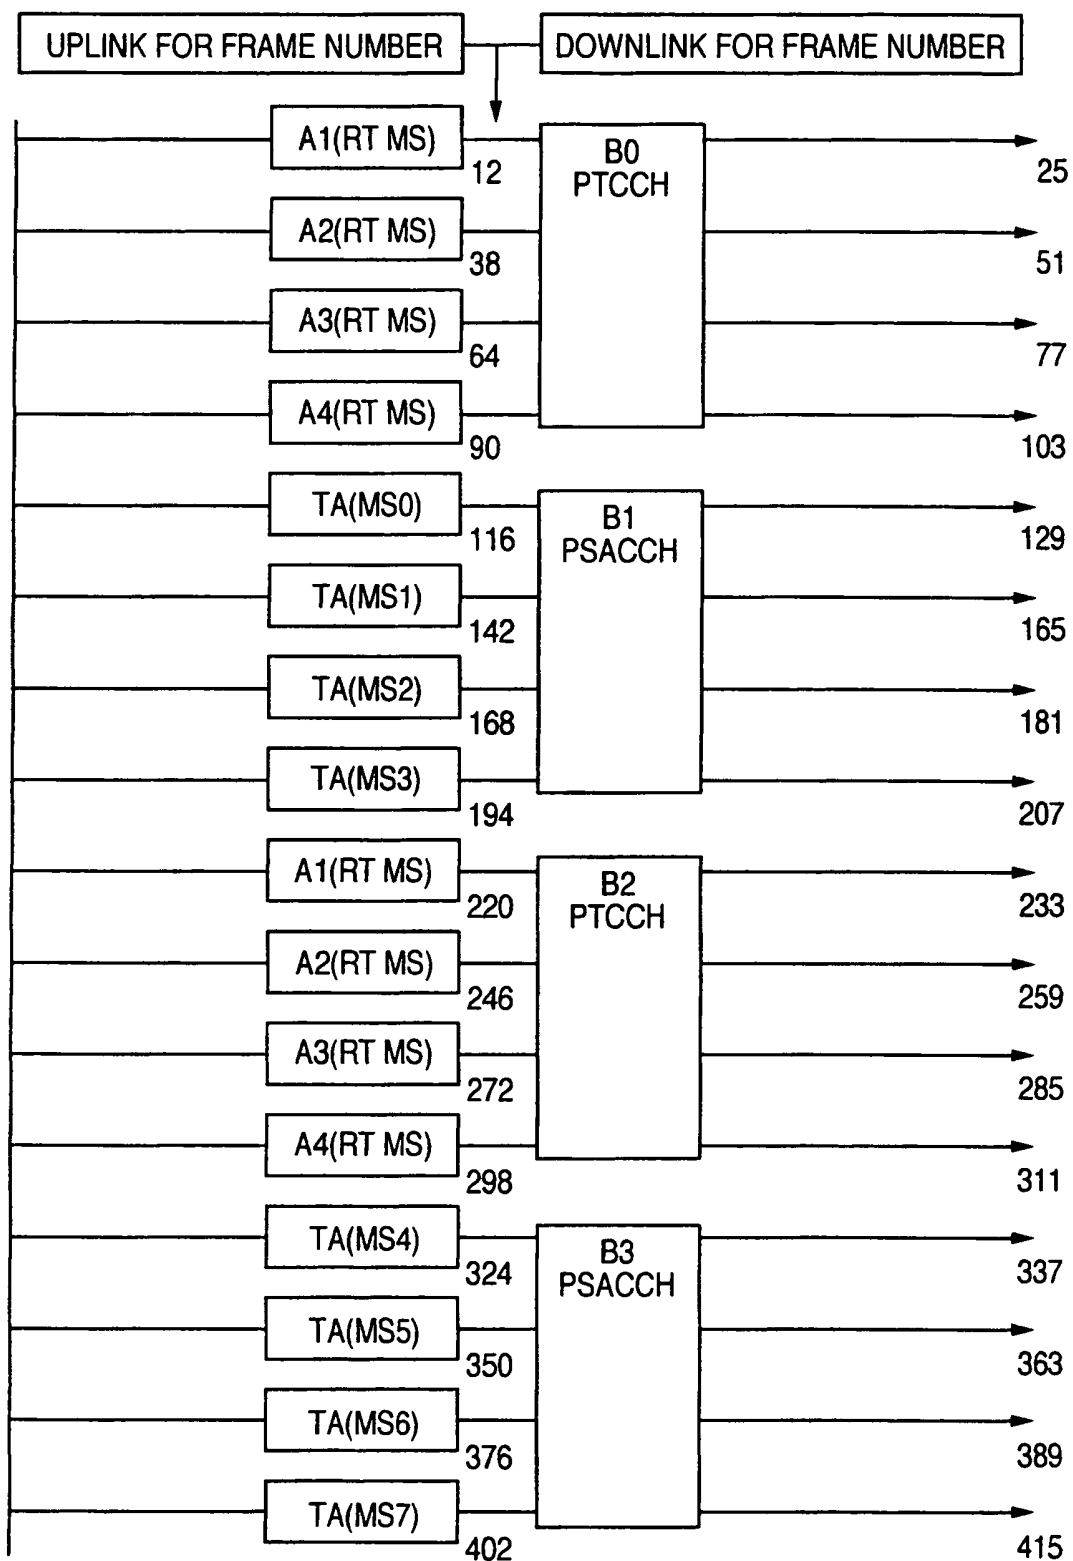 UPLINK FOR FRAME NUMBER
DOWNLINK FOR FRAME NUMBER
A1(RT MS)
12
B0
PTCCH
25
A2(RT MS)
38
51
A3(RT MS)
64
77
A4(RT MS)
90
103
TA(MS0)
116
B1
PSACCH
129
TA(MS1)
142
165
TA(MS2)
168
181
TA(MS3)
194
207
A1(RT MS)
220
B2
PTCCH
233
A2(RT MS)
246
259
A3(RT MS)
272
285
A4(RT MS)
298
311
TA(MS4)
324
B3
PSACCH
337
TA(MS5)
350
363
TA(MS6)
376
389
TA(MS7)
402
415